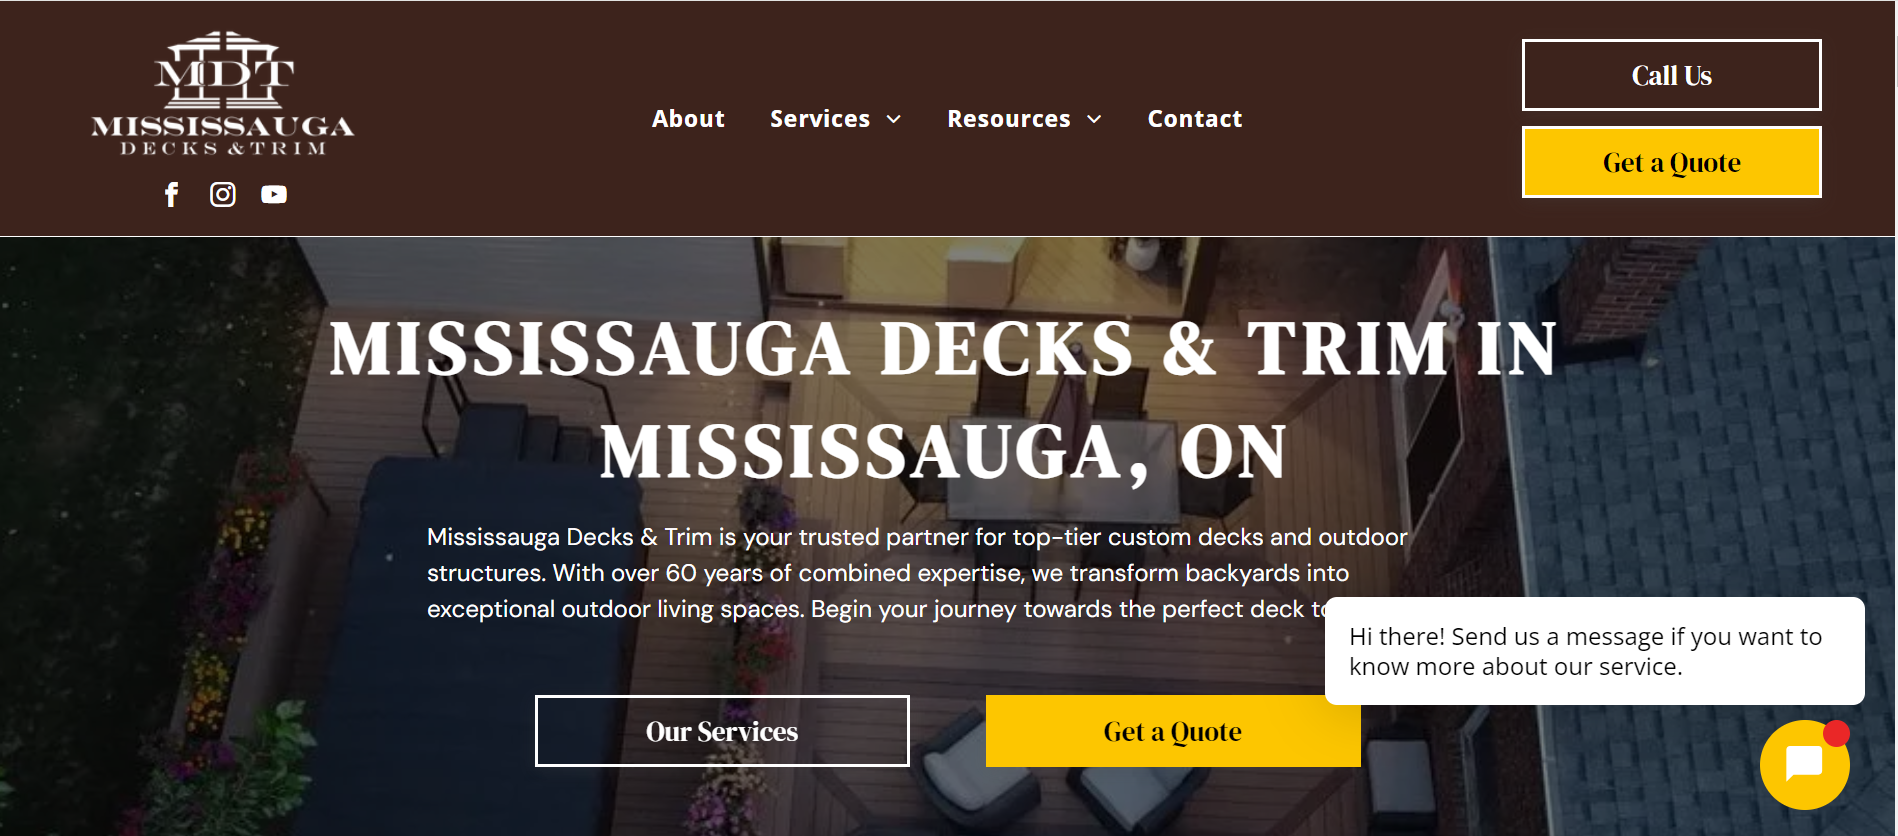 MDT
MISSISSAUGA
DECKS & TRIM
About
Services
Resources
Contact
Call Us
Get a Quote
MISSISSAUGA DECKS & TRIM IN
MISSISSAUGA, ON
Mississauga Decks & Trim is your trusted partner for top-tier custom decks and outdoor
structures. With over 60 years of combined expertise, we transform backyards into
exceptional outdoor living spaces. Begin your journey towards the perfect deck
Hi there! Send us a message if you want to
know more about our service.
Our Services
Get a Quote